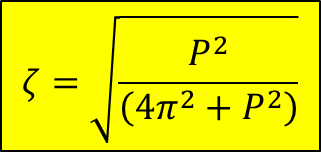 ζ = √(P² / (4π² + P²))